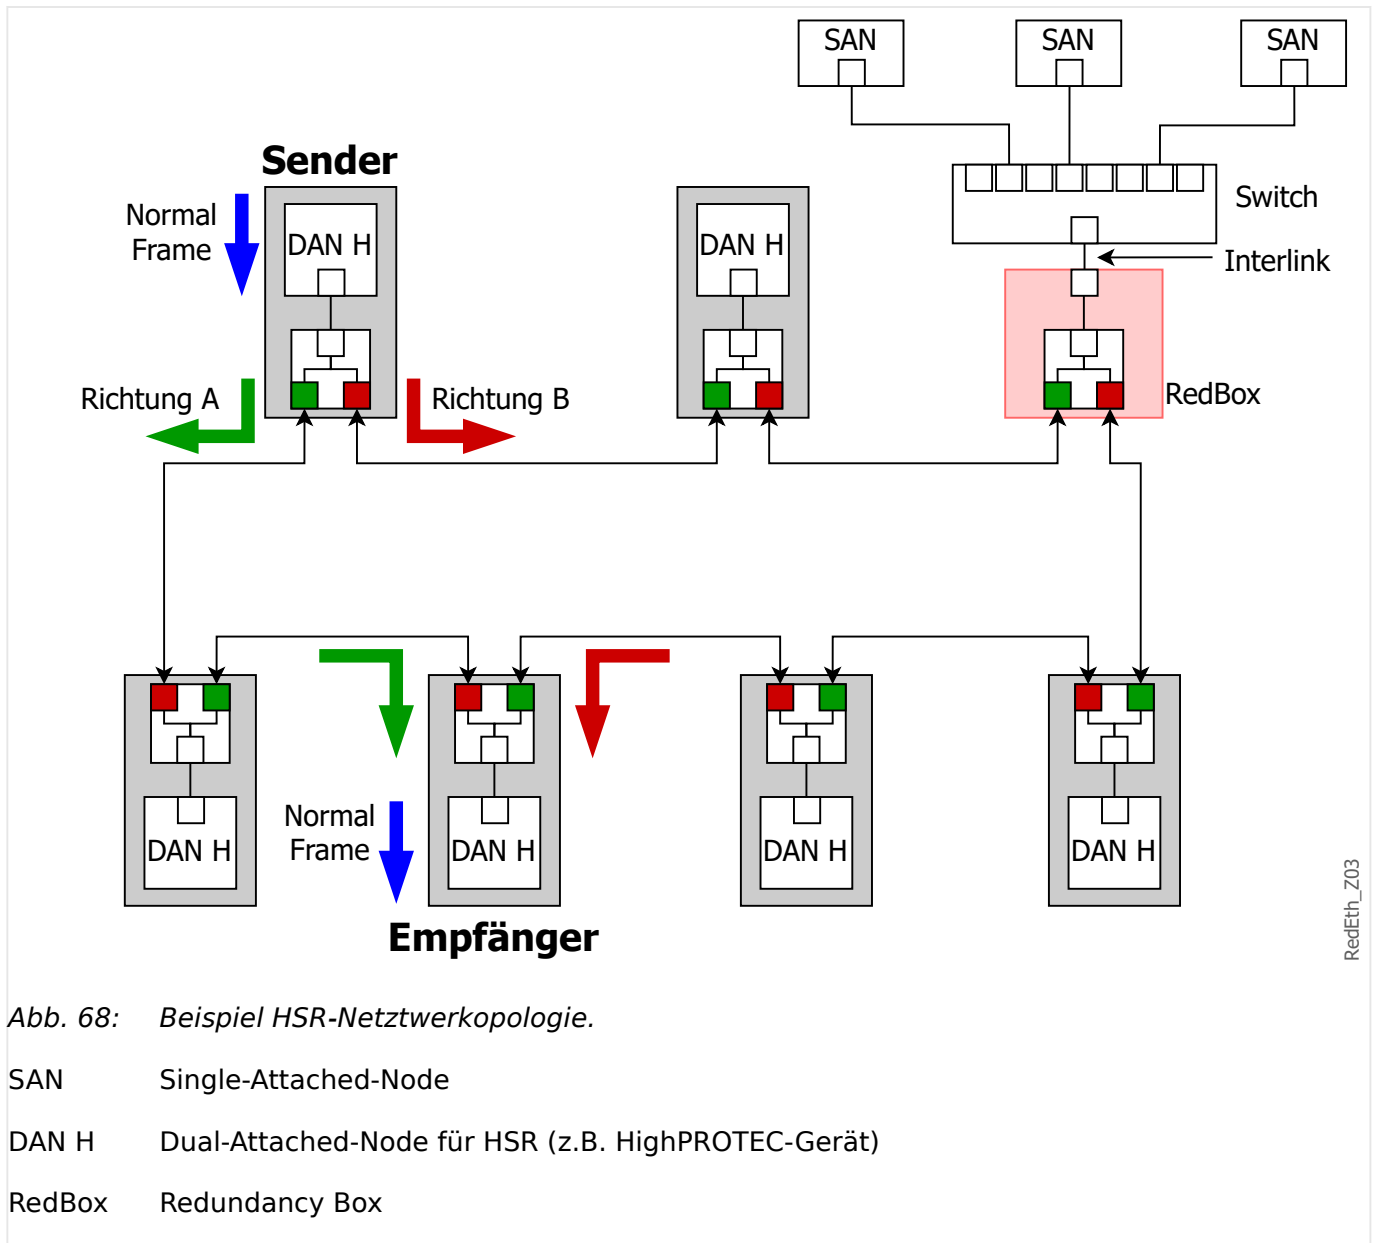 SAN SAN SAN
Sender
Normal
Frame
DAN H
DAN H
Switch
Interlink
Richtung A
Richtung B
RedBox
Normal
Frame
DAN H
DAN H
DAN H
DAN H
Empfänger
RedEth_Z03
Abb. 68: Beispiel HSR-Netztwerkopologie.
SAN Single-Attached-Node
DAN H Dual-Attached-Node für HSR (z.B. HighPROTEC-Gerät)
RedBox Redundancy Box